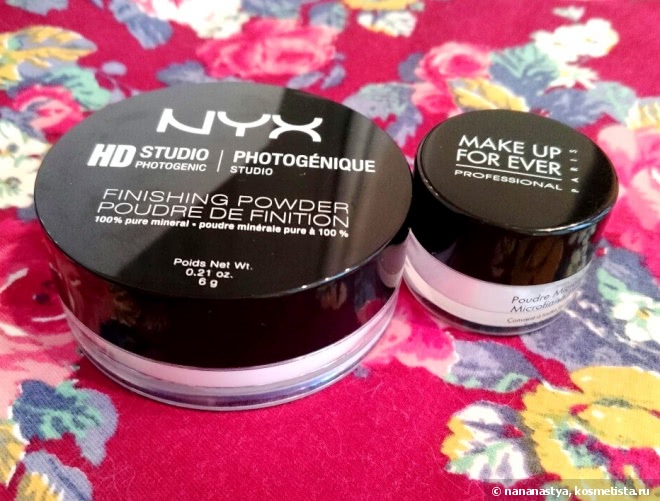 NYX
HD STUDIO PHOTOGENIC | PHOTOGÉNIQUE STUDIO
FINISHING POWDER
POUDRE DE FINITION
100% pure mineral • poudre minérale pure à 100 %
Poids Net Wt.
0.21 oz.
6 g
MAKE UP
FOR EVER
PROFESSIONAL
PARIS
Poudre
© nananastya, kosmetista.ru